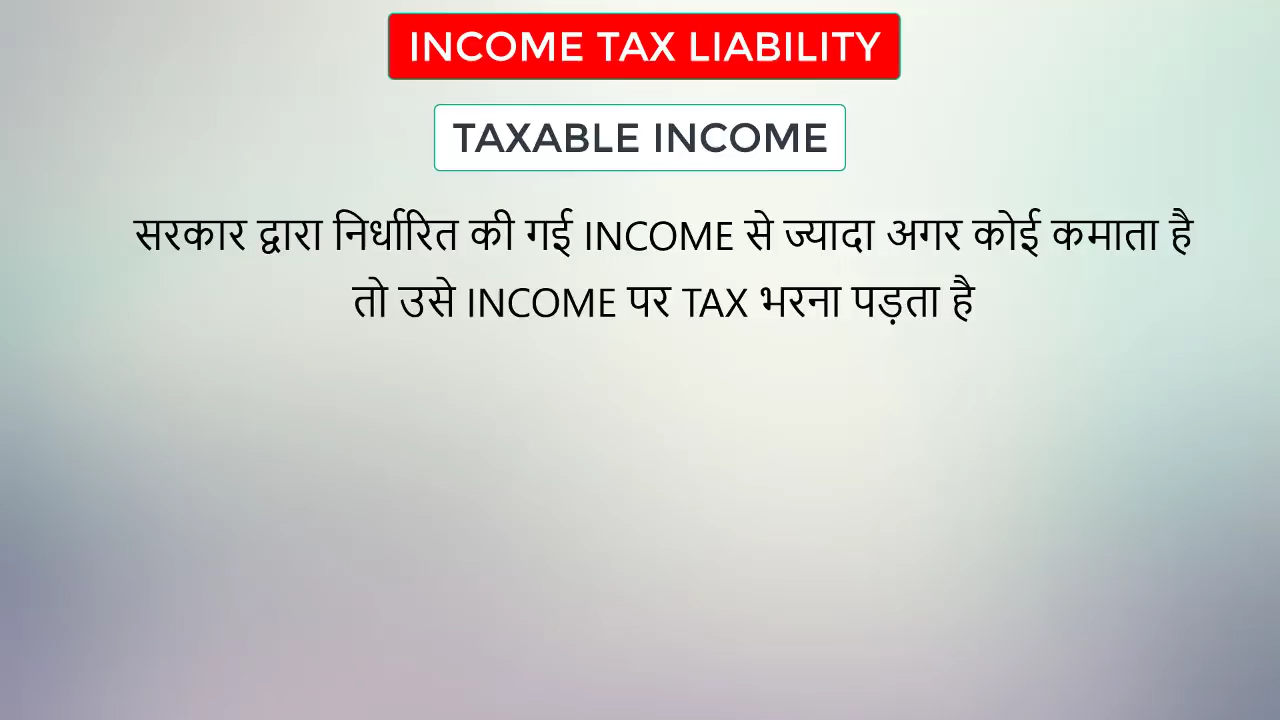 INCOME TAX LIABILITY
TAXABLE INCOME
सरकार द्वारा निर्धारित की गई INCOME से ज्यादा अगर कोई कमाता है
तो उसे INCOME पर TAX भरना पड़ता है